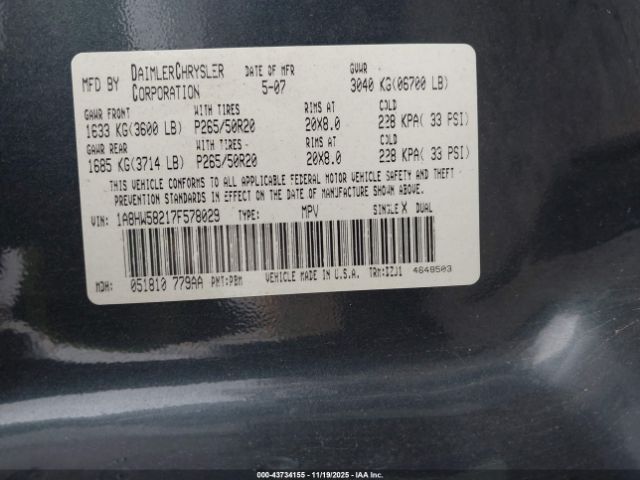 MFD BY DAIMLERCHRYSLER CORPORATION DATE OF MFR 5-07 GVWR 3040 KG(06700 LB)
GAWR FRONT WITH TIRES RIMS AT COLD
1633 KG(3600 LB) P265/50R20 20X8.0 228 KPA( 33 PSI)
GAWR REAR WITH TIRES RIMS AT COLD
1685 KG(3714 LB) P265/50R20 20X8.0 228 KPA( 33 PSI)
THIS VEHICLE CONFORMS TO ALL APPLICABLE FEDERAL MOTOR VEHICLE SAFETY AND THEFT
PREVENTION STANDARDS IN EFFECT ON THE DATE OF MANUFACTURE SHOWN ABOVE.
VIN: 1A8HW58217F578029 TYPE: MPV SINGLE X DUAL
MDH: 051810 779AA PNT:PBM VEHICLE MADE IN U.S.A. TRM:IZJ1 4648503
00-43734155 - 11/19/2025 - © IAA Inc.